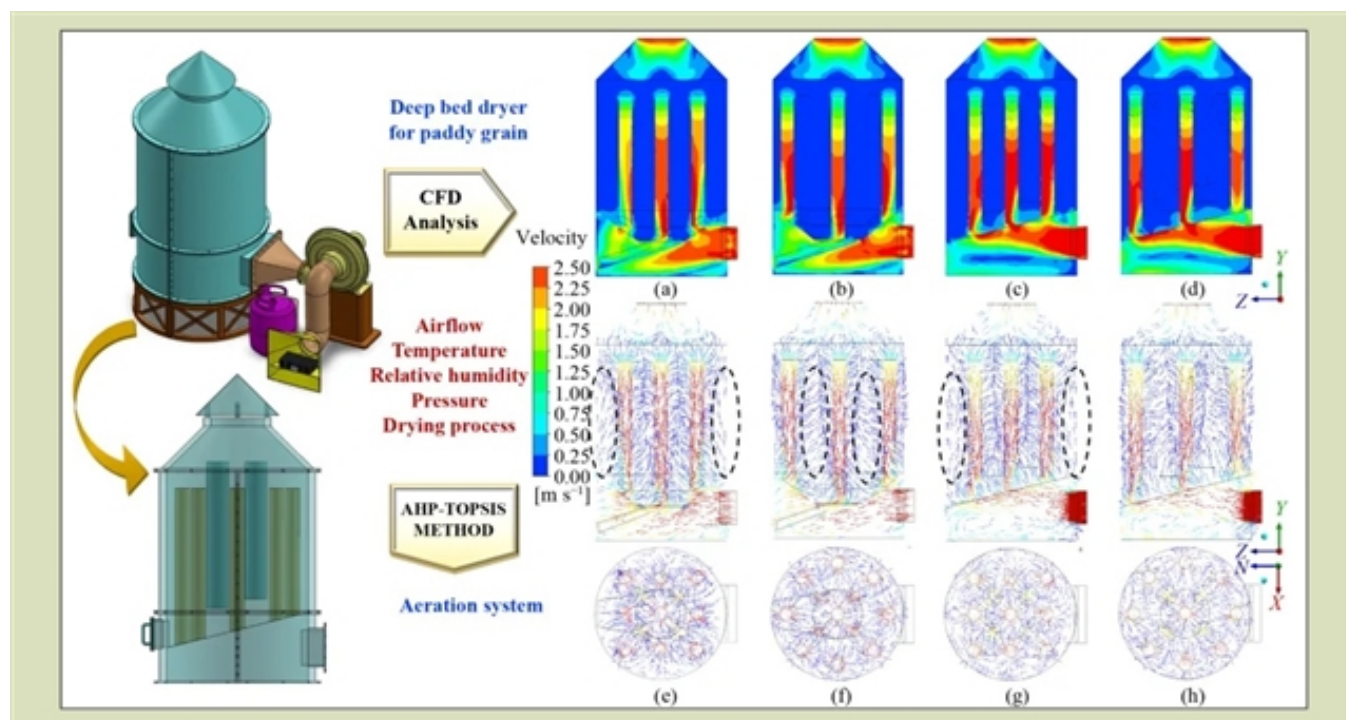 Deep bed dryer
for paddy grain
CFD
Analysis
Airflow
Temperature
Relative humidity
Pressure
Drying process
AHP-TOPSIS
METHOD
Aeration system
Velocity
2.50
2.25
2.00
1.75
1.50
1.25
1.00
0.75
0.50
0.25
0.00
[m s⁻¹]
(a)
(b)
(c)
(d)
Y
Z
Y
Z
N
X
(e)
(f)
(g)
(h)